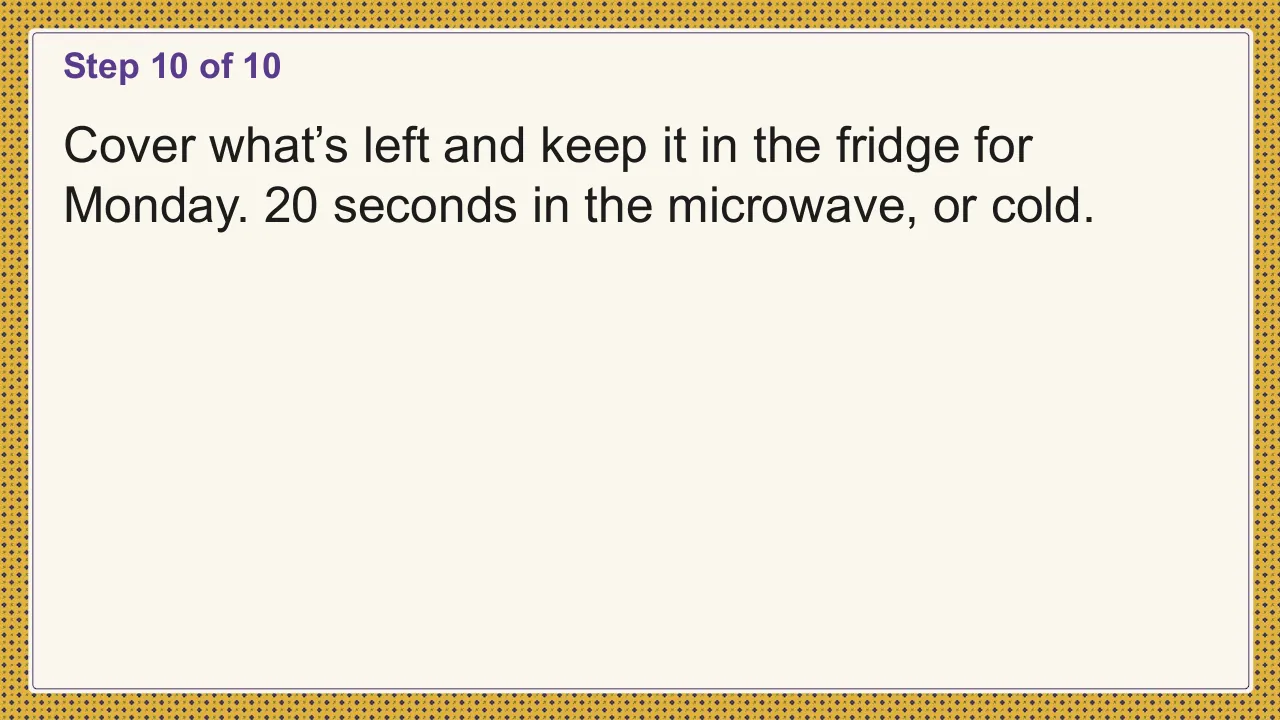 Step 10 of 10
Cover what’s left and keep it in the fridge for
Monday. 20 seconds in the microwave, or cold.